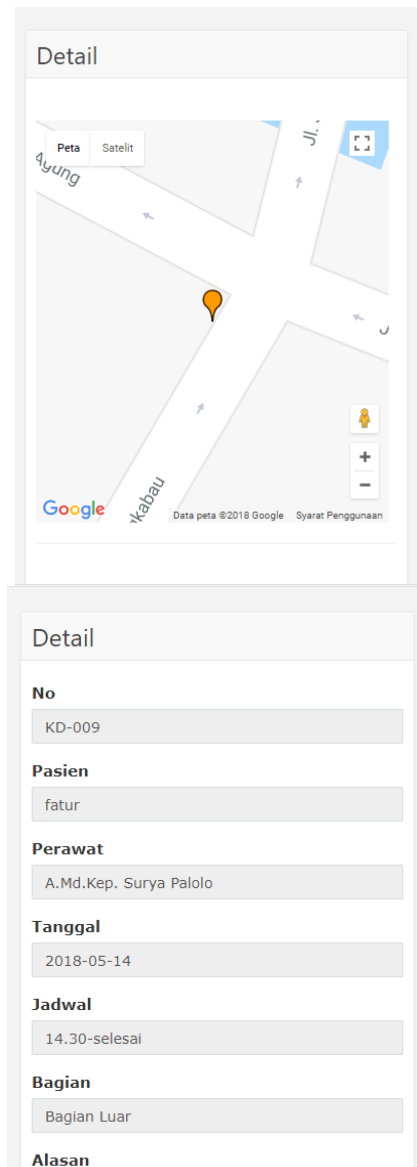 Detail
Peta Satelit
Agung
Jl.
J
Google
kabau
Data peta ©2018 Google Syarat Penggunaan
Detail
No
KD-009
Pasien
fatur
Perawat
A.Md.Kep. Surya Palolo
Tanggal
2018-05-14
Jadwal
14.30-selesai
Bagian
Bagian Luar
Alasan